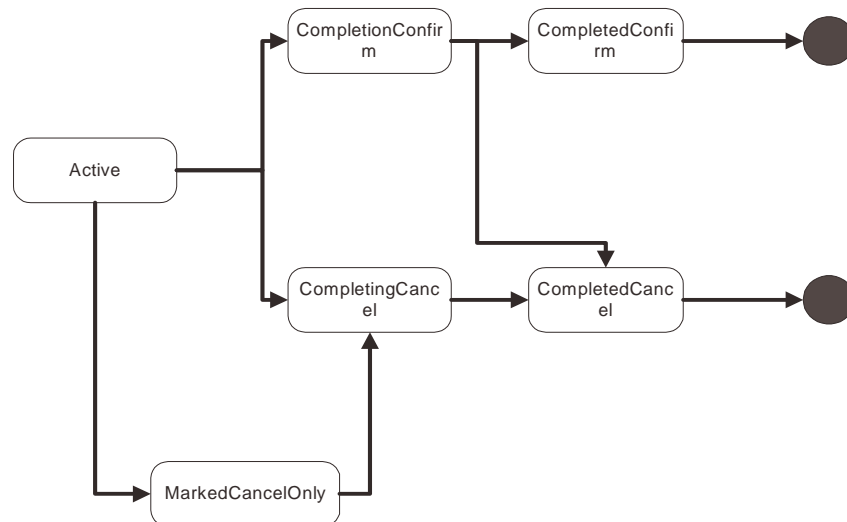 CompletionConfir
m
CompletedConfi
rm
Active
CompletingCanc
el
CompletedCanc
el
MarkedCancelOnly